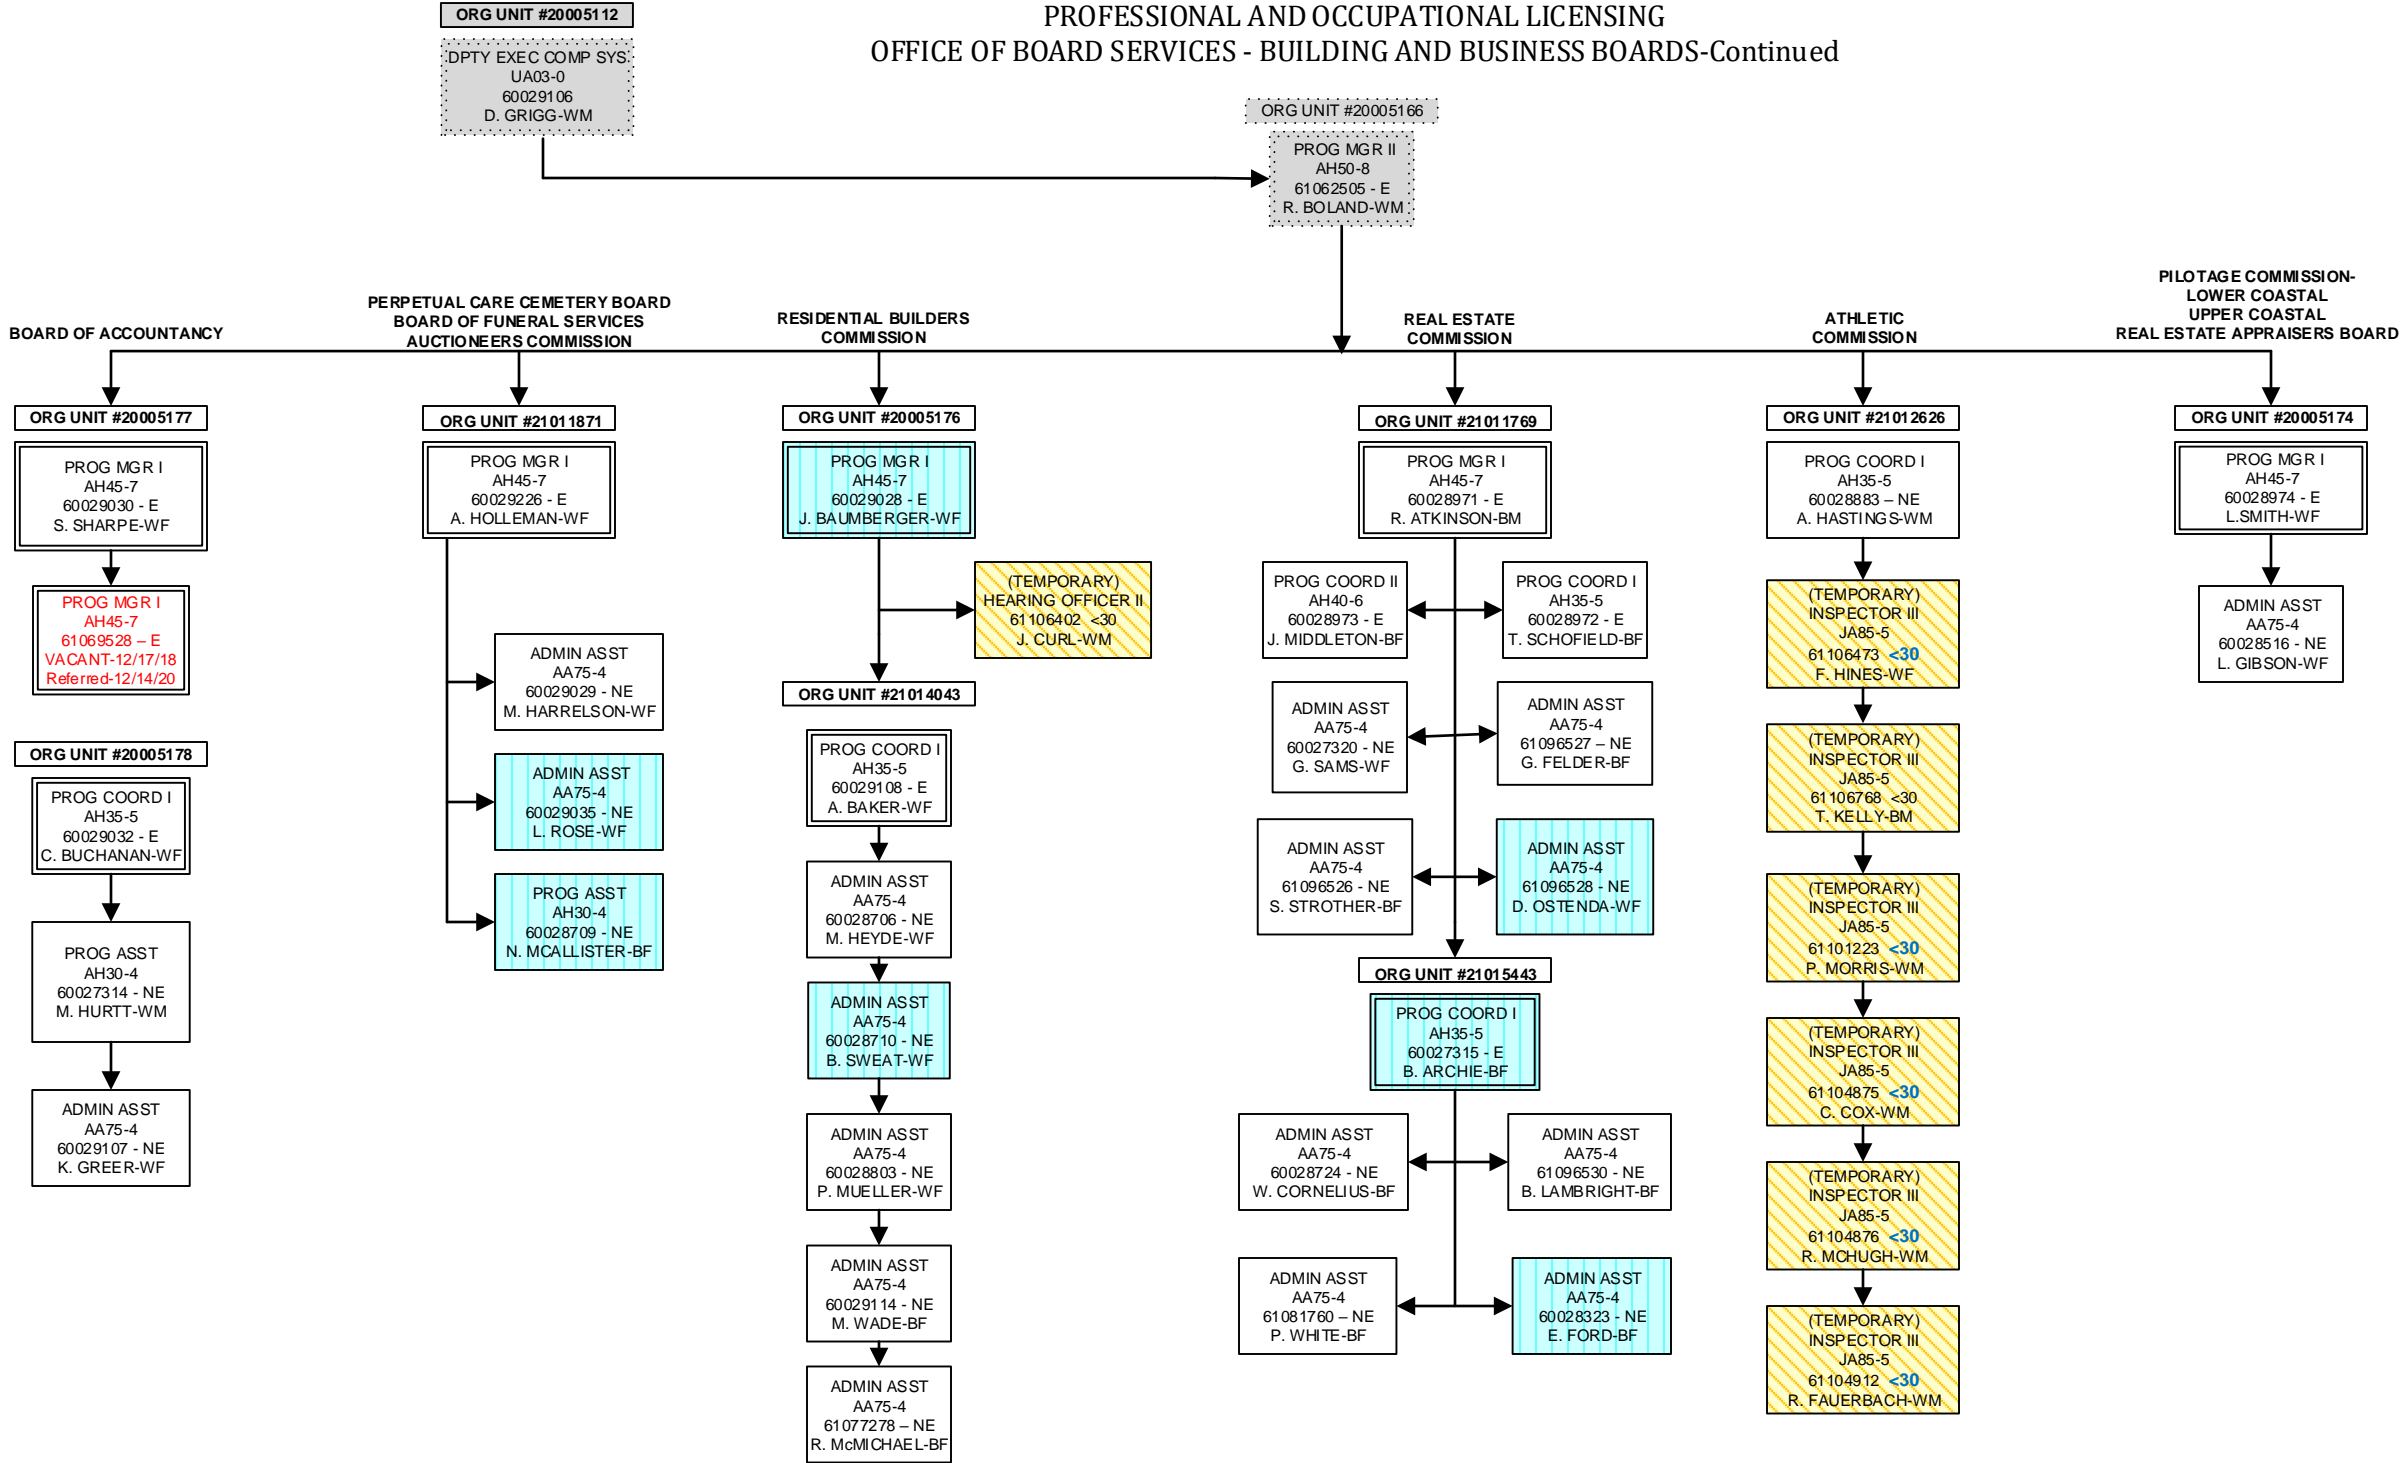 ORG UNIT #20005112
PROFESSIONAL AND OCCUPATIONAL LICENSING
OFFICE OF BOARD SERVICES - BUILDING AND BUSINESS BOARDS-Continued
DPTY EXEC COMP SYS
UA03-0
60029106
D. GRIGG-WM
ORG UNIT #20005166
PROG MGR II
AH50-8
61062505 - E
R. BOLAND-WM
BOARD OF ACCOUNTANCY
ORG UNIT #20005177
PROG MGR I
AH45-7
60029030 - E
S. SHARPE-WF
PROG MGR I
AH45-7
61069528 – E
VACANT-12/17/18
Referred-12/14/20
ORG UNIT #20005178
PROG COORD I
AH35-5
60029032 - E
C. BUCHANAN-WF
PROG ASST
AH30-4
60027314 - NE
M. HURTT-WM
ADMIN ASST
AA75-4
60029107 - NE
K. GREER-WF
PERPETUAL CARE CEMETERY BOARD
BOARD OF FUNERAL SERVICES
AUCTIONEERS COMMISSION
ORG UNIT #21011871
PROG MGR I
AH45-7
60029226 - E
A. HOLLEMAN-WF
ADMIN ASST
AA75-4
60029029 - NE
M. HARRELSON-WF
ADMIN ASST
AA75-4
60029035 - NE
L. ROSE-WF
PROG ASST
AH30-4
60028709 - NE
N. MCALLISTER-BF
RESIDENTIAL BUILDERS
COMMISSION
ORG UNIT #20005176
PROG MGR I
AH45-7
60029028 - E
J. BAUMBERGER-WF
(TEMPORARY)
HEARING OFFICER II
61106402 <30
J. CURL-WM
ORG UNIT #21014043
PROG COORD I
AH35-5
60029108 - E
A. BAKER-WF
ADMIN ASST
AA75-4
60028706 - NE
M. HEYDE-WF
ADMIN ASST
AA75-4
60028710 - NE
B. SWEAT-WF
ADMIN ASST
AA75-4
60028803 - NE
P. MUELLER-WF
ADMIN ASST
AA75-4
60029114 - NE
M. WADE-BF
ADMIN ASST
AA75-4
61077278 – NE
R. McMICHAEL-BF
REAL ESTATE
COMMISSION
ORG UNIT #21011769
PROG MGR I
AH45-7
60028971 - E
R. ATKINSON-BM
PROG COORD II
AH40-6
60028973 - E
J. MIDDLETON-BF
PROG COORD I
AH35-5
60028972 - E
T. SCHOFIELD-BF
ADMIN ASST
AA75-4
60027320 - NE
G. SAMS-WF
ADMIN ASST
AA75-4
61096527 – NE
G. FELDER-BF
ADMIN ASST
AA75-4
61096526 - NE
S. STROTHER-BF
ADMIN ASST
AA75-4
61096528 - NE
D. OSTENDA-WF
ORG UNIT #21015443
PROG COORD I
AH35-5
60027315 - E
B. ARCHIE-BF
ADMIN ASST
AA75-4
60028724 - NE
W. CORNELIUS-BF
ADMIN ASST
AA75-4
61096530 - NE
B. LAMBRIGHT-BF
ADMIN ASST
AA75-4
61081760 – NE
P. WHITE-BF
ADMIN ASST
AA75-4
60028323 - NE
E. FORD-BF
ATHLETIC
COMMISSION
ORG UNIT #21012626
PROG COORD I
AH35-5
60028883 – NE
A. HASTINGS-WM
(TEMPORARY)
INSPECTOR III
JA85-5
61106473 <30
F. HINES-WF
(TEMPORARY)
INSPECTOR III
JA85-5
61106768 <30
T. KELLY-BM
(TEMPORARY)
INSPECTOR III
JA85-5
61101223 <30
P. MORRIS-WM
(TEMPORARY)
INSPECTOR III
JA85-5
61104875 <30
C. COX-WM
(TEMPORARY)
INSPECTOR III
JA85-5
61104876 <30
R. MCHUGH-WM
(TEMPORARY)
INSPECTOR III
JA85-5
61104912 <30
R. FAUERBACH-WM
PILOTAGE COMMISSION-
LOWER COASTAL
UPPER COASTAL
REAL ESTATE APPRAISERS BOARD
ORG UNIT #20005174
PROG MGR I
AH45-7
60028974 - E
L.SMITH-WF
ADMIN ASST
AA75-4
60028516 - NE
L. GIBSON-WF